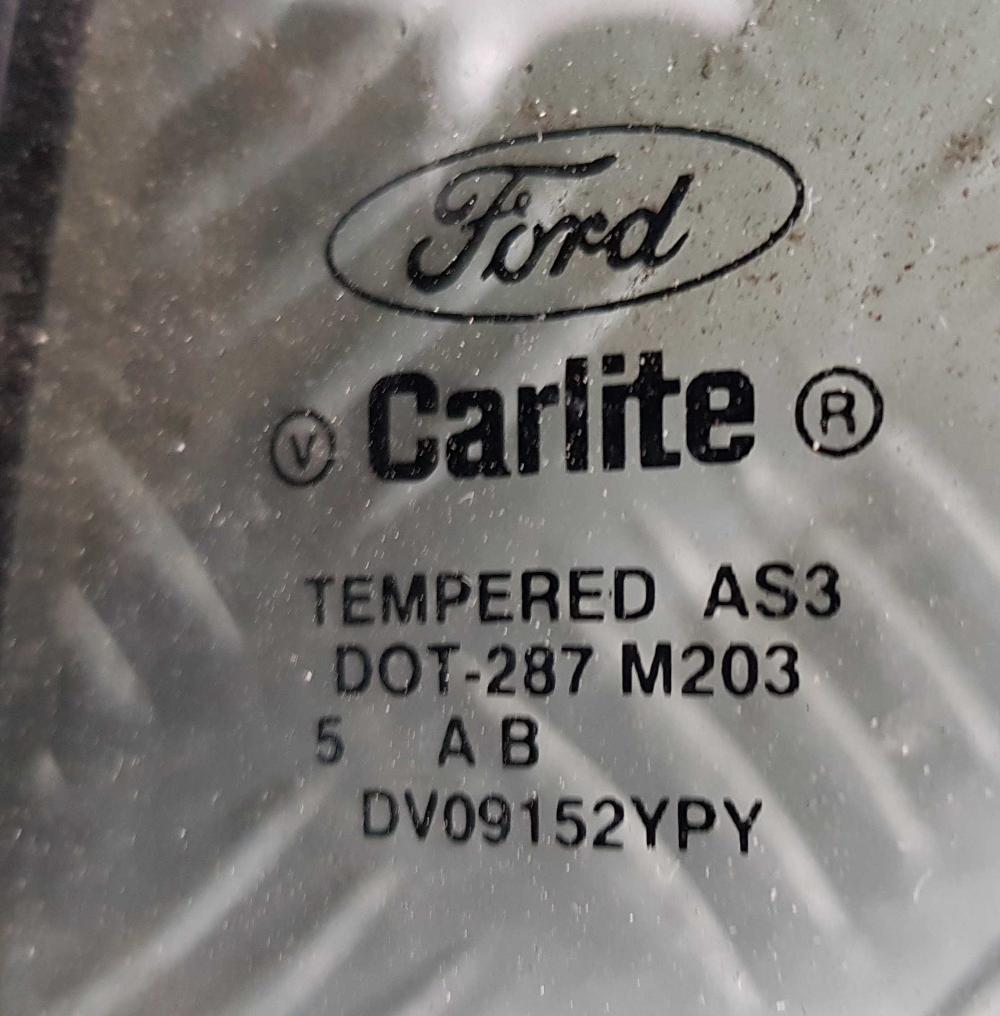 Ford
V Carlite ®
TEMPERED AS3
DOT-287 M203
5 A B
DV09152YPY